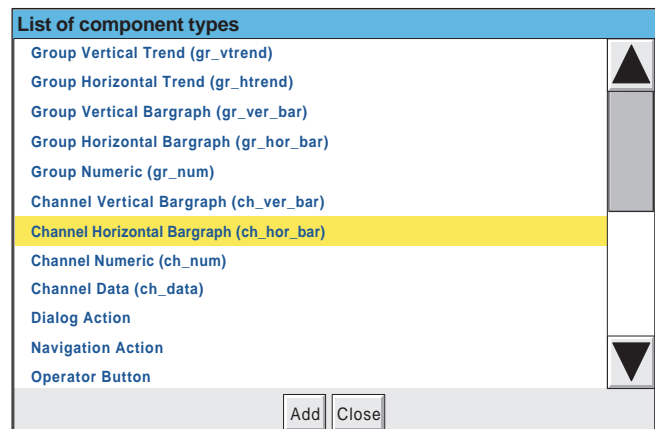 List of component types
Group Vertical Trend (gr_vtrend)
Group Horizontal Trend (gr_htrend)
Group Vertical Bargraph (gr_ver_bar)
Group Horizontal Bargraph (gr_hor_bar)
Group Numeric (gr_num)
Channel Vertical Bargraph (ch_ver_bar)
Channel Horizontal Bargraph (ch_hor_bar)
Channel Numeric (ch_num)
Channel Data (ch_data)
Dialog Action
Navigation Action
Operator Button
Add Close